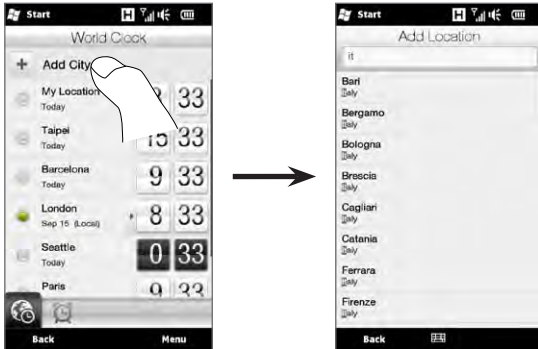 Start
World Clock
Add City
My Location
Today
33
Taipei
Today
15 33
Barcelona
Today
9 33
London
Sep 15 (Local)
8 33
Seattle
Today
0 33
Paris
9 33
Back Menu
Start
Add Location
it
Bari
Italy
Bergamo
Italy
Bologna
Italy
Brescia
Italy
Cagliari
Italy
Catania
Italy
Ferrara
Italy
Firenze
Italy
Back